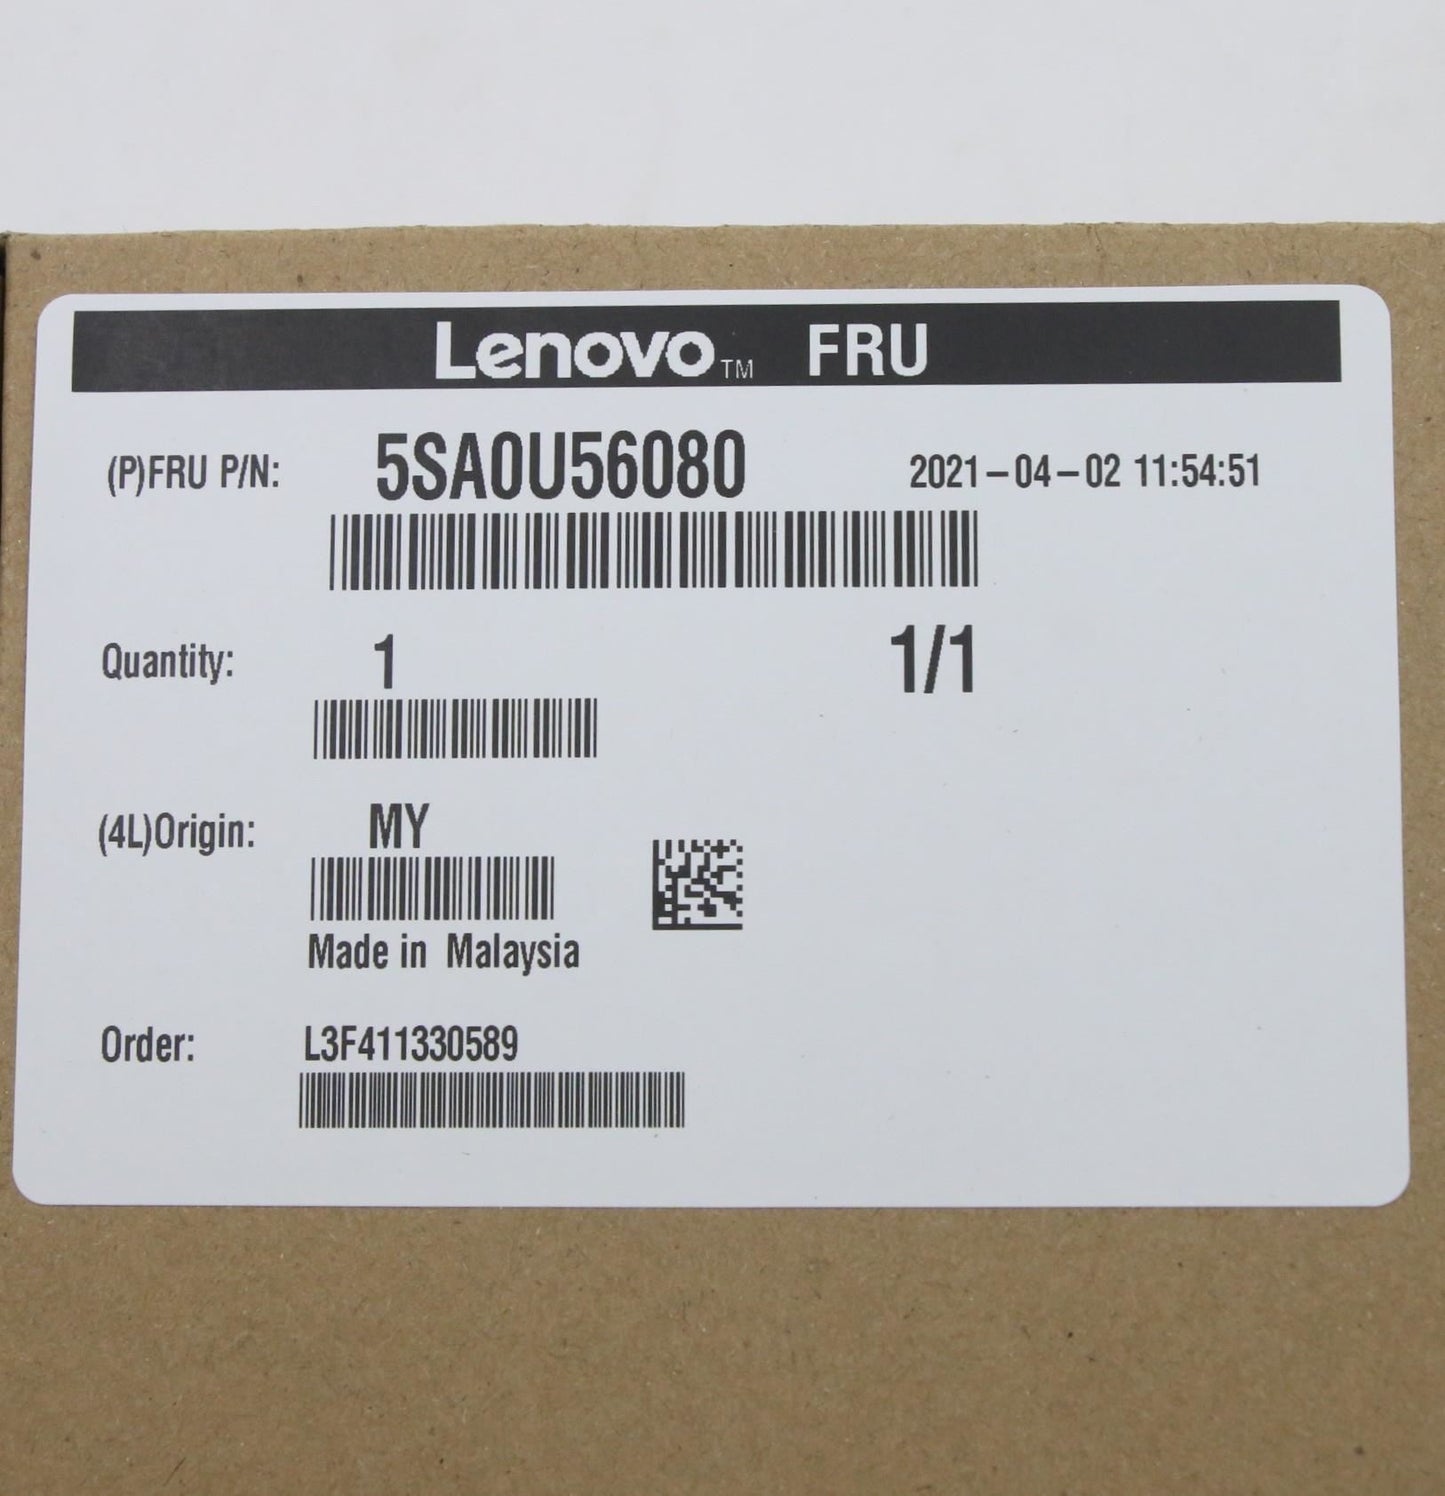 Lenovo™ FRU
(P)FRU P/N: 5SA0U56080 2021-04-02 11:54:51
Quantity: 1 1/1
(4L)Origin: MY
Made in Malaysia
Order: L3F411330589